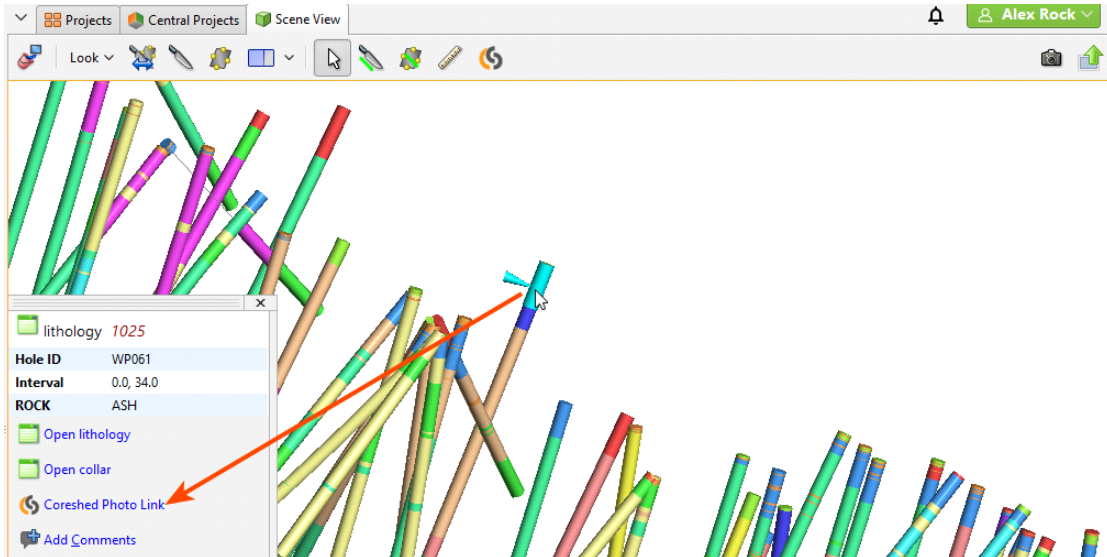 Projects Central Projects Scene View Alex Rock
Look
lithology 1025
Hole ID WP061
Interval 0.0, 34.0
ROCK ASH
Open lithology
Open collar
Coreshed Photo Link
Add Comments